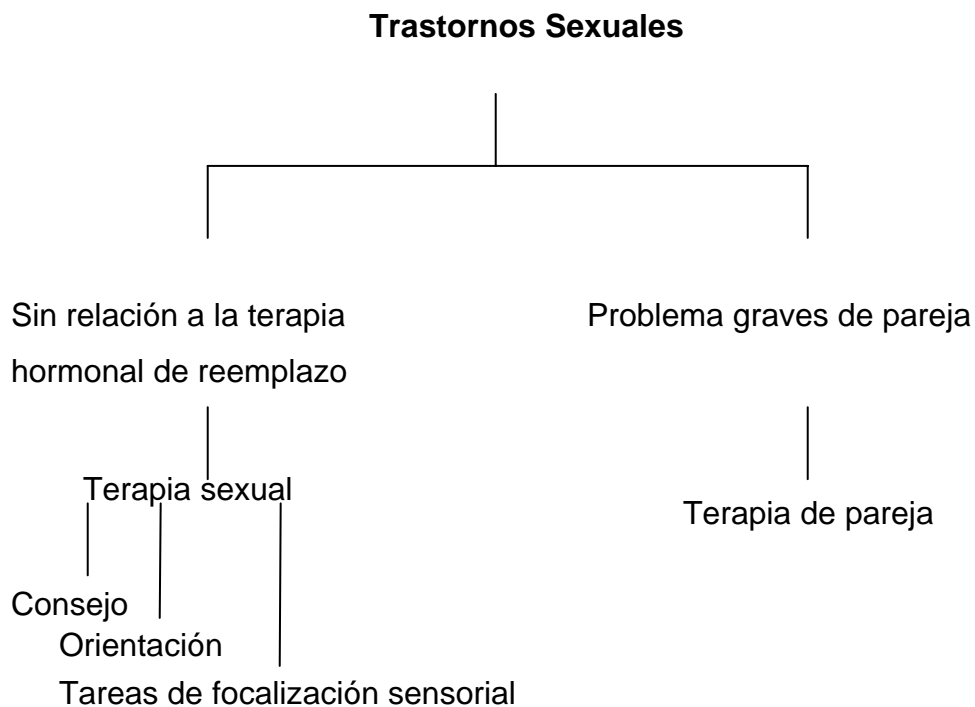 Trastornos Sexuales
Sin relación a la terapia
hormonal de reemplazo
Problema graves de pareja
Terapia sexual
Terapia de pareja
Consejo
Orientación
Tareas de focalización sensorial